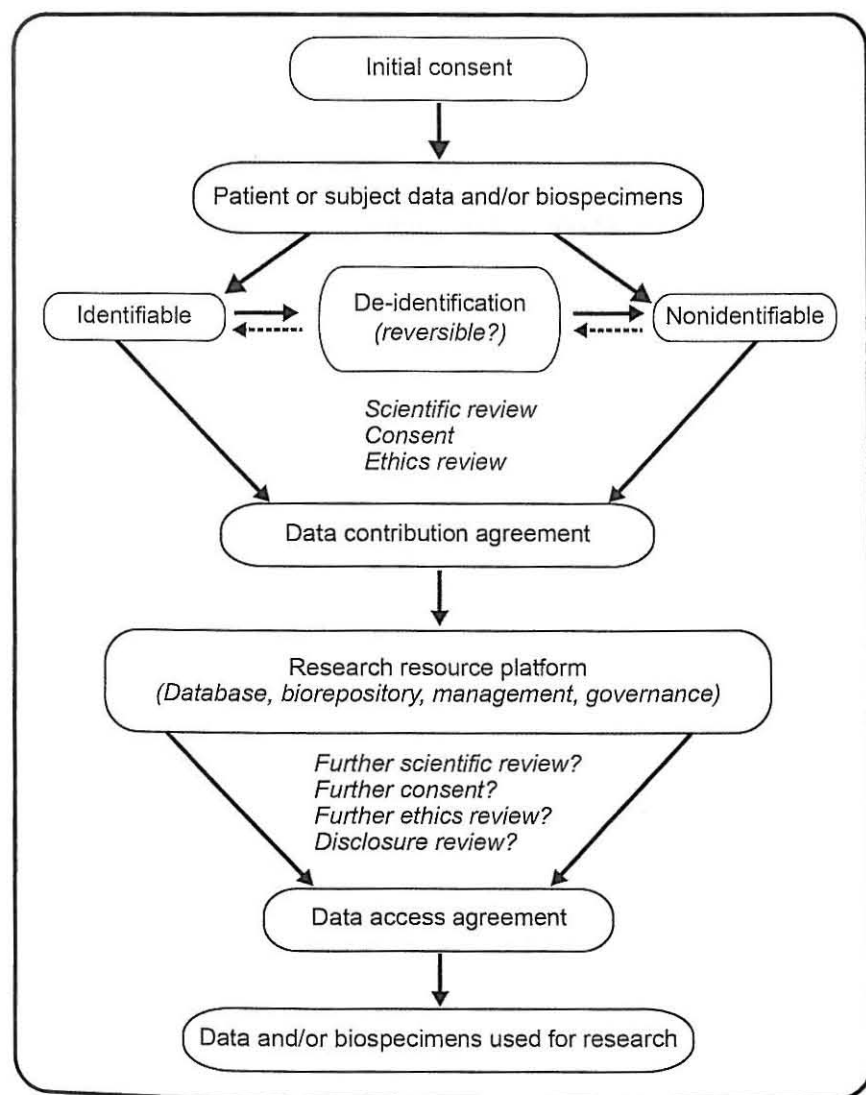 Initial consent
Patient or subject data and/or biospecimens
Identifiable
De-identification
(reversible?)
Nonidentifiable
Scientific review
Consent
Ethics review
Data contribution agreement
Research resource platform
(Database, biorepository, management, governance)
Further scientific review?
Further consent?
Further ethics review?
Disclosure review?
Data access agreement
Data and/or biospecimens used for research